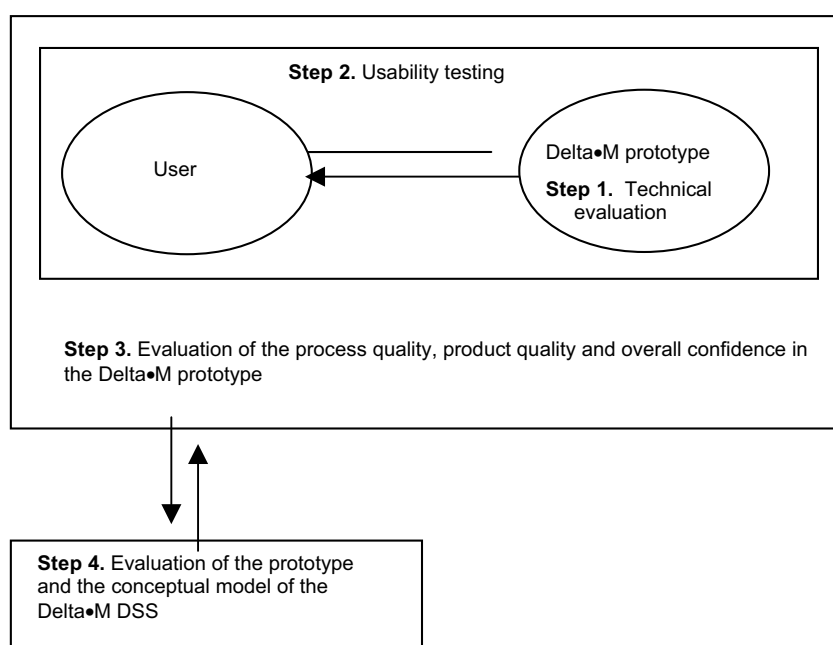 Step 2. Usability testing
User
Delta●M prototype
Step 1. Technical
evaluation
Step 3. Evaluation of the process quality, product quality and overall confidence in
the Delta●M prototype
Step 4. Evaluation of the prototype
and the conceptual model of the
Delta●M DSS